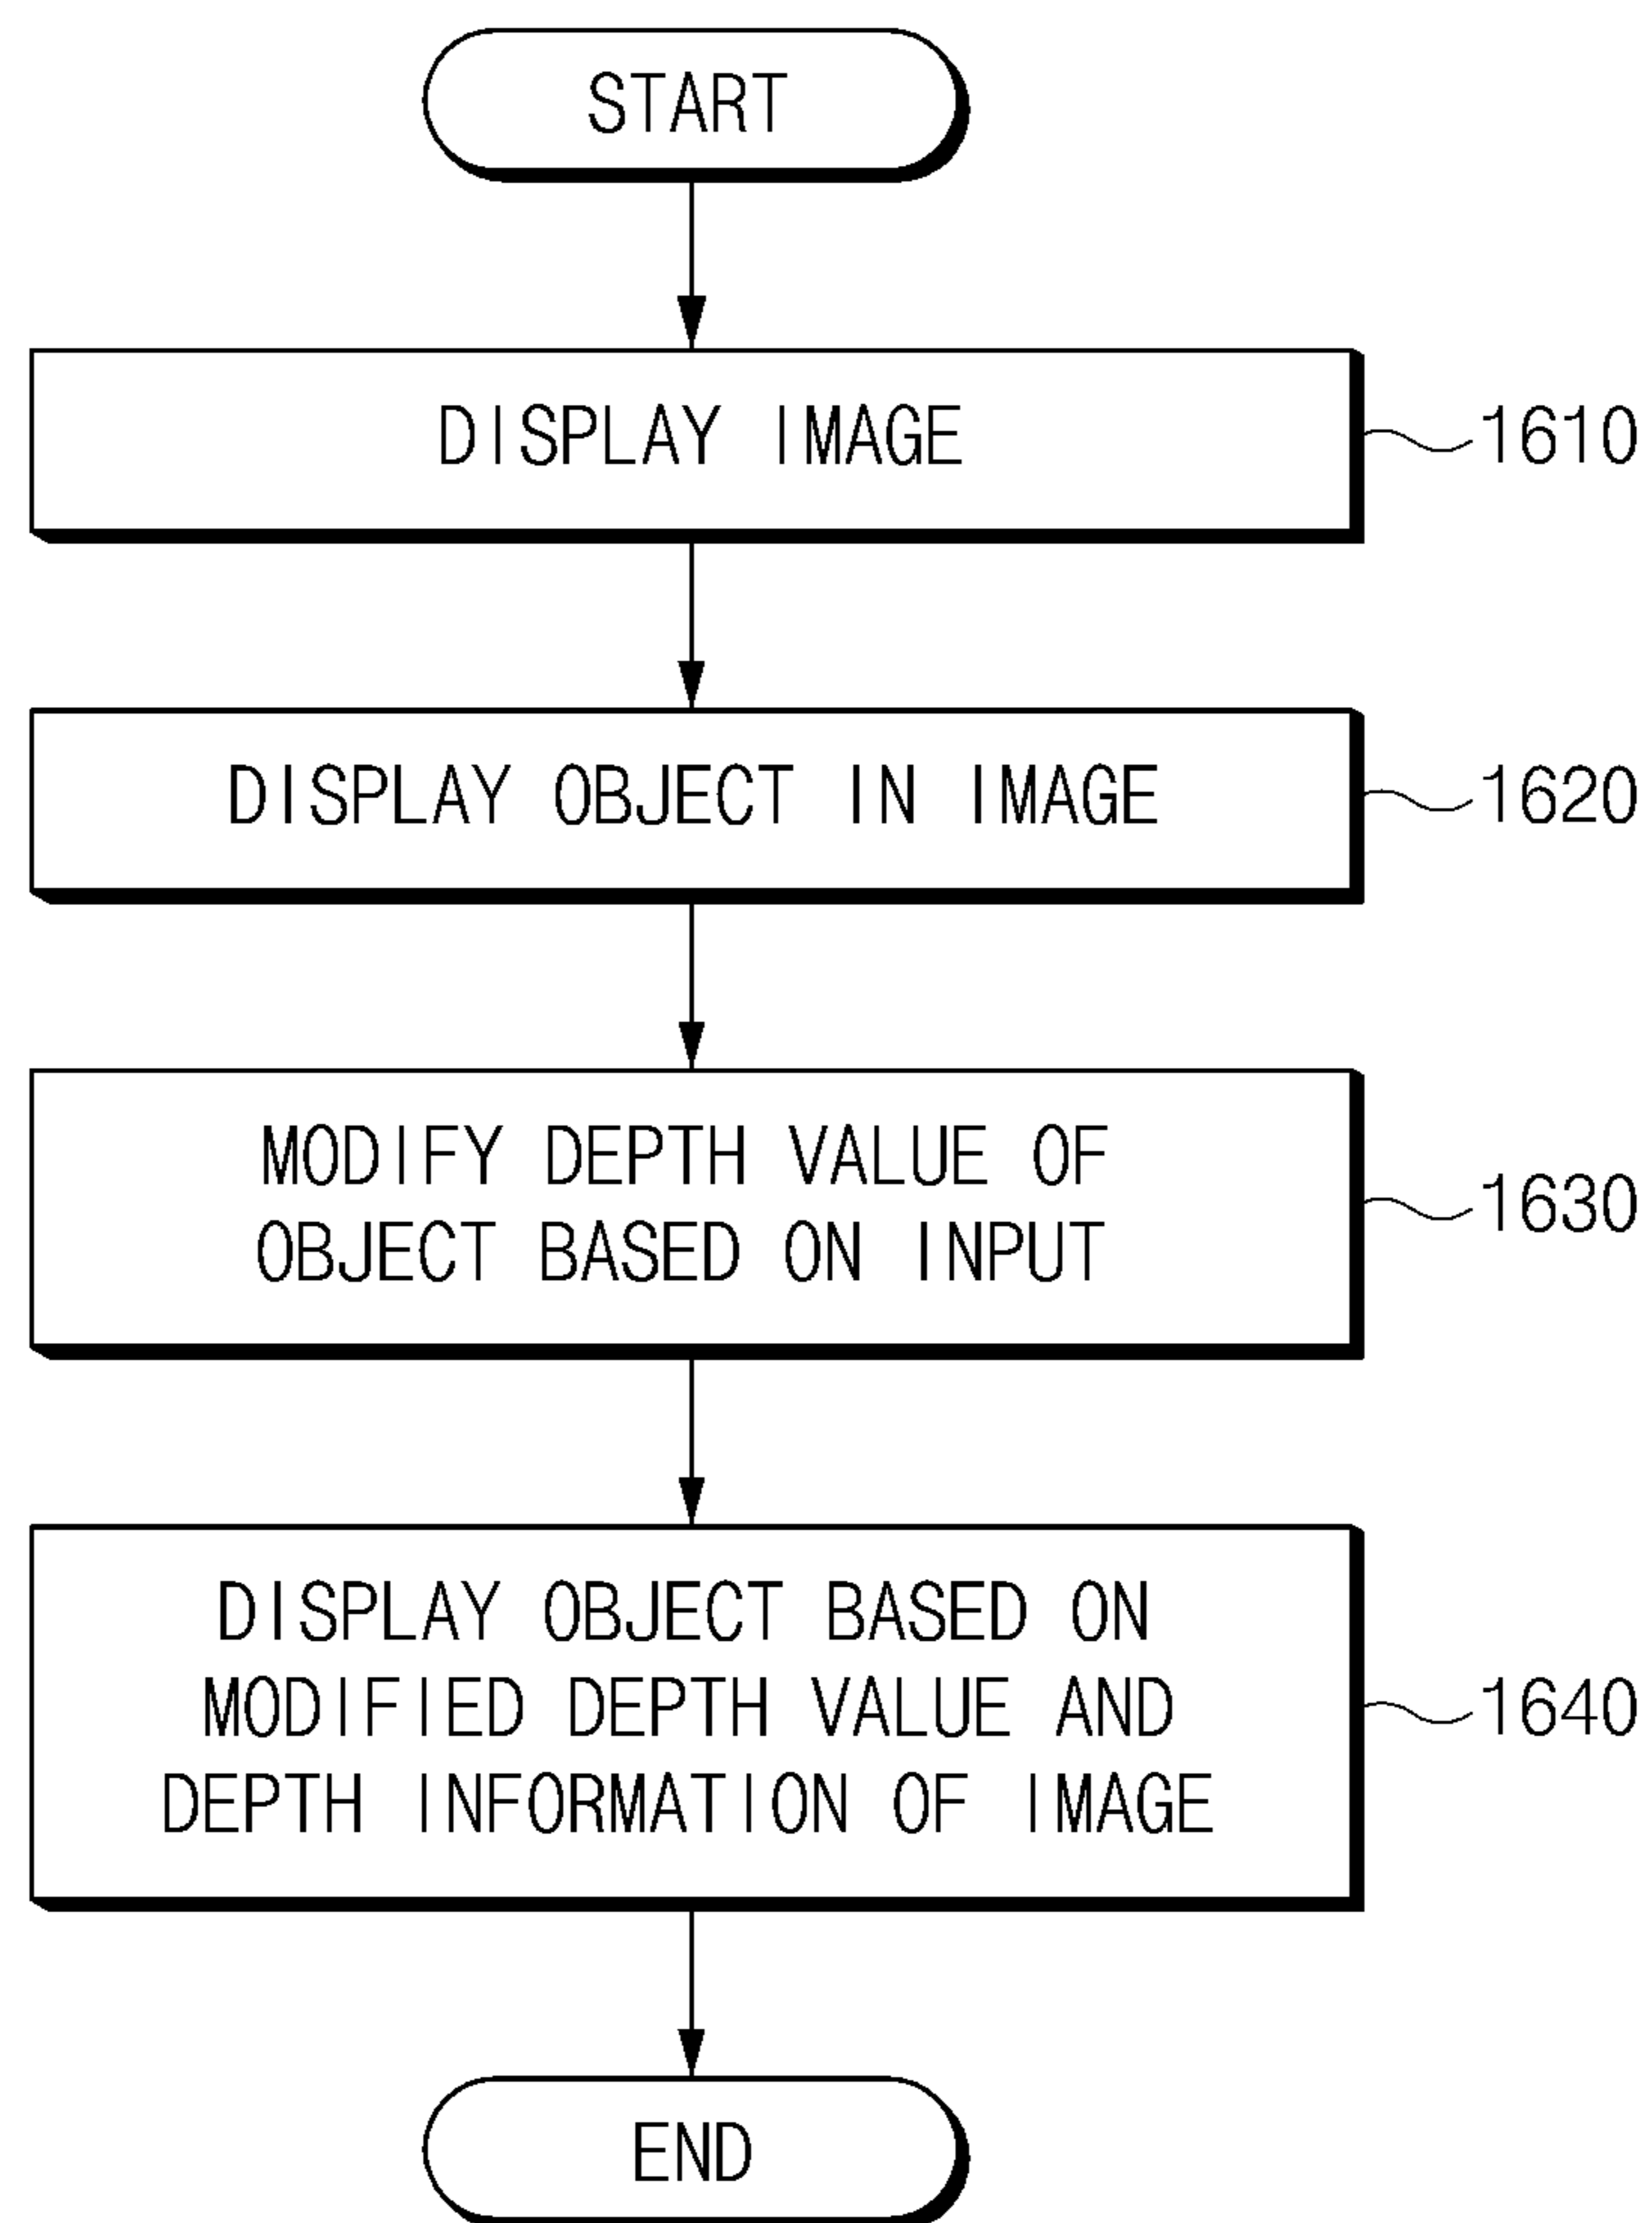 START
DISPLAY IMAGE
1610
DISPLAY OBJECT IN IMAGE
1620
MODIFY DEPTH VALUE OF
OBJECT BASED ON INPUT
1630
DISPLAY OBJECT BASED ON
MODIFIED DEPTH VALUE AND
DEPTH INFORMATION OF IMAGE
1640
END